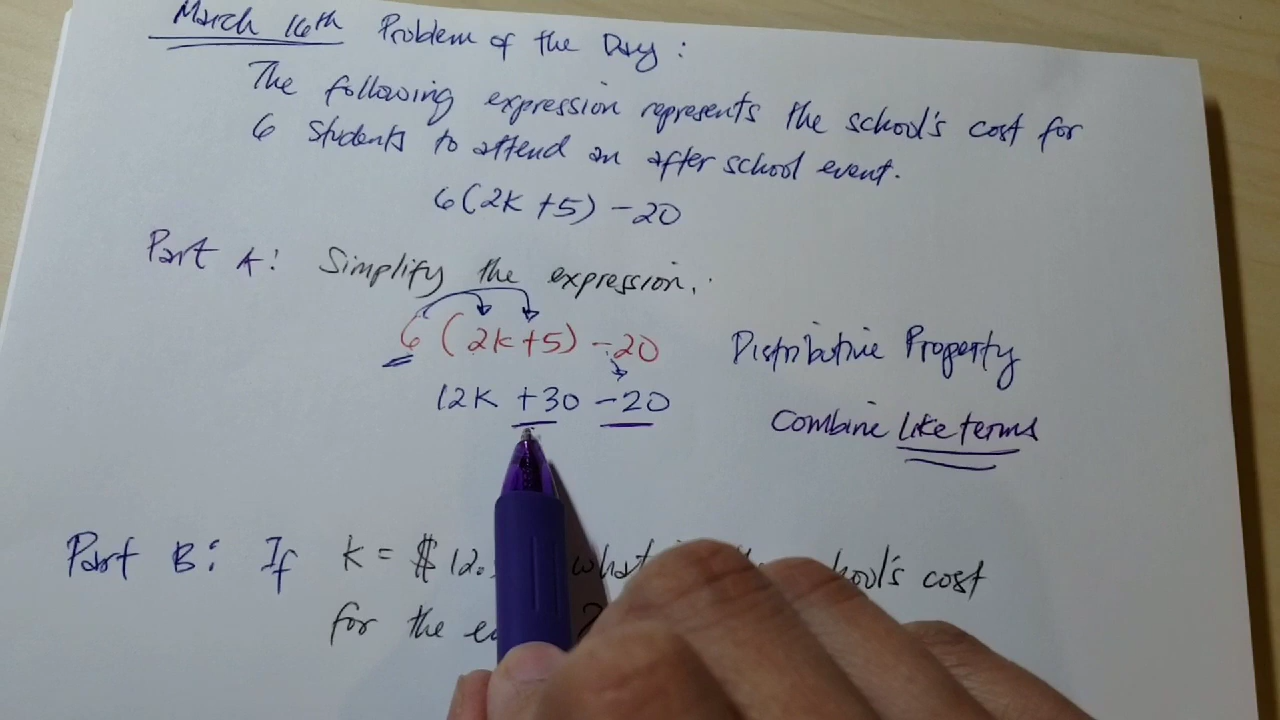 March 16th Problem of the Day :
The following expression represents the school's cost for
6 students to attend an after school event.
6(2k +5) -20
Part A: Simplify the expression.
6 (2k+5) -20 Distributive Property
12k +30 -20
Combine like terms
Part B: If k = $12. cost
for the